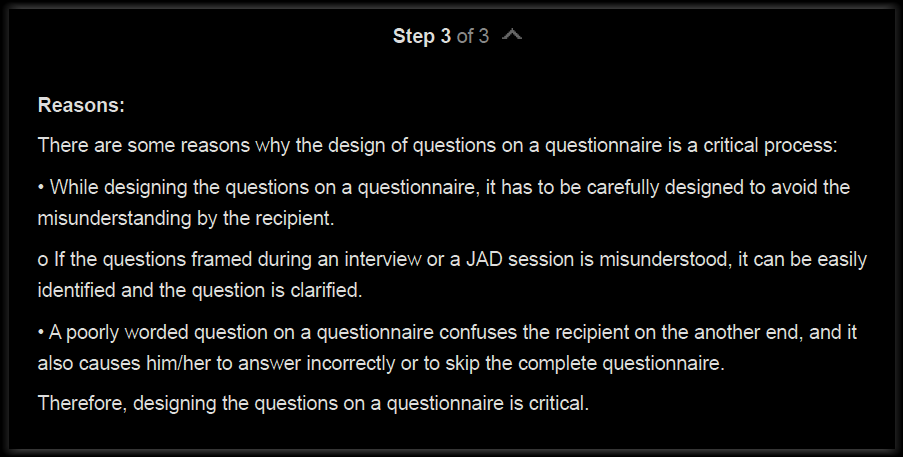 Step 3 of 3
Reasons:
There are some reasons why the design of questions on a questionnaire is a critical process:
• While designing the questions on a questionnaire, it has to be carefully designed to avoid the
misunderstanding by the recipient.
o If the questions framed during an interview or a JAD session is misunderstood, it can be easily
identified and the question is clarified.
• A poorly worded question on a questionnaire confuses the recipient on the another end, and it
also causes him/her to answer incorrectly or to skip the complete questionnaire.
Therefore, designing the questions on a questionnaire is critical.